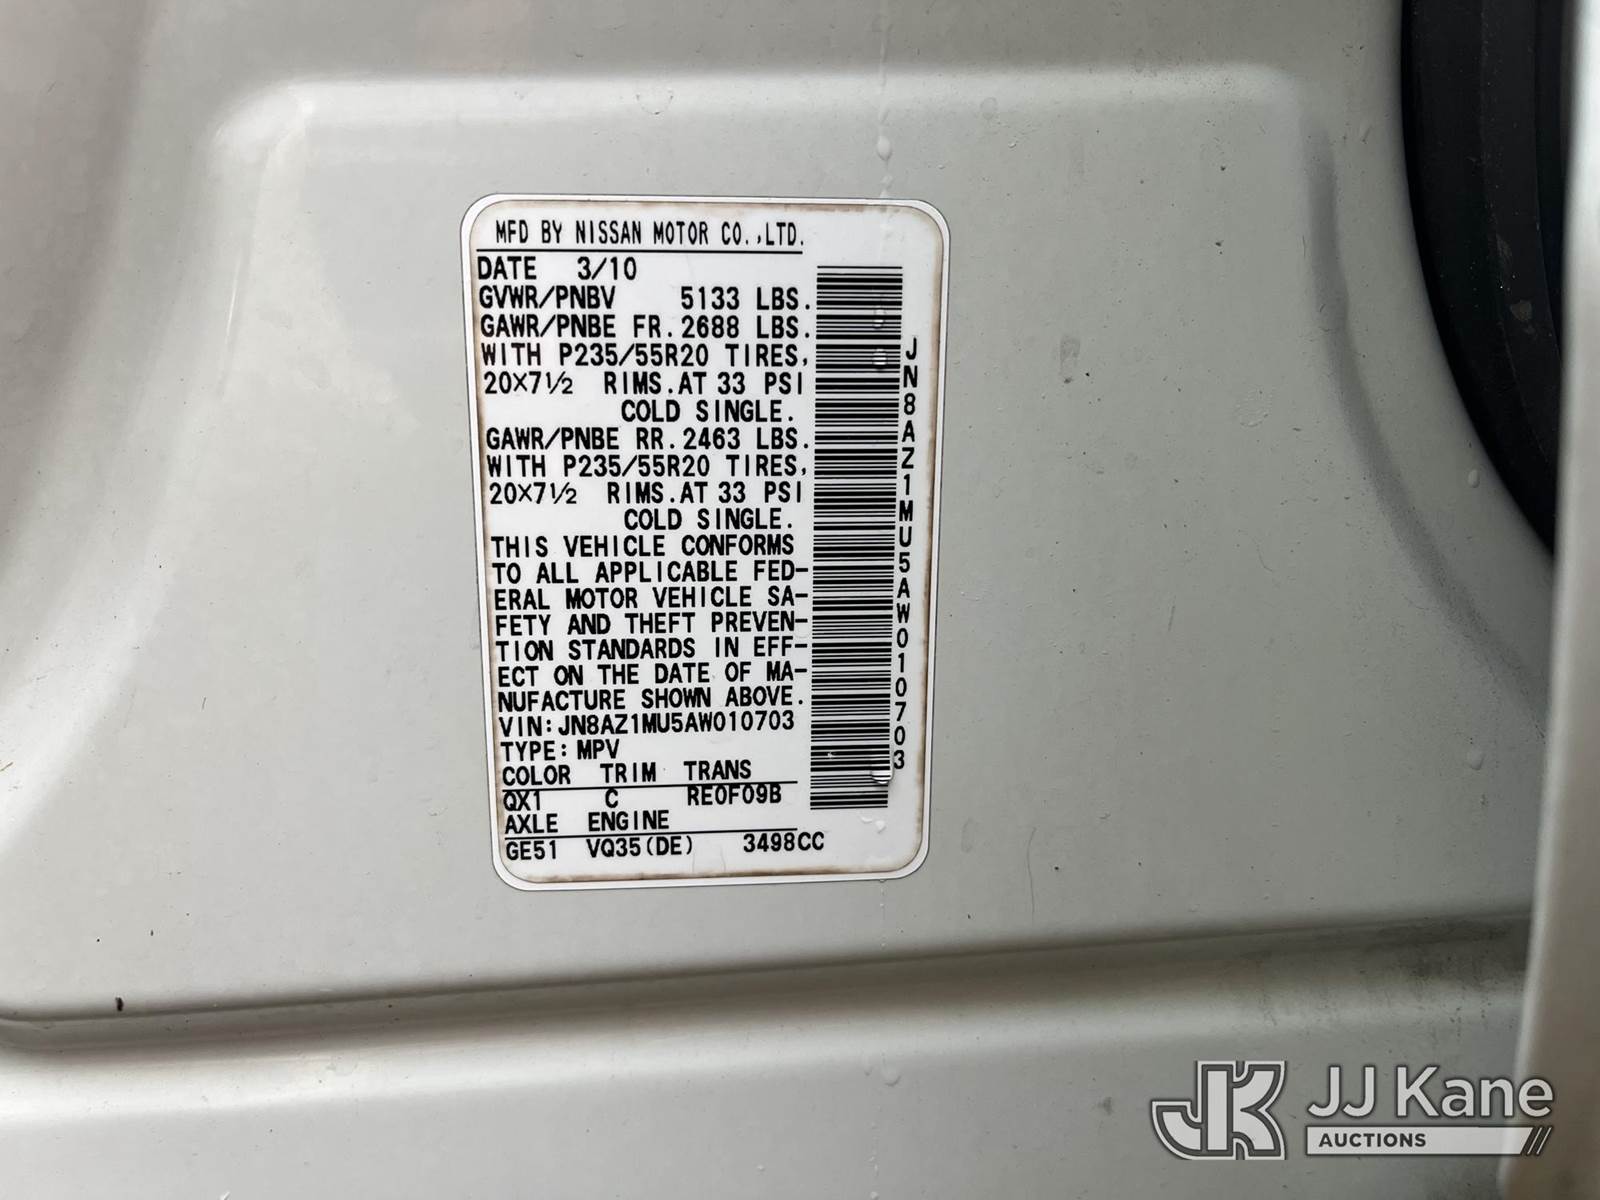 MFD BY NISSAN MOTOR CO.,LTD.
DATE 3/10
GVWR/PNBV 5133 LBS.
GAWR/PNBE FR.2688 LBS.
WITH P235/55R20 TIRES,
20×7½ RIMS.AT 33 PSI
COLD SINGLE.
GAWR/PNBE RR.2463 LBS.
WITH P235/55R20 TIRES,
20×7½ RIMS.AT 33 PSI
COLD SINGLE.
THIS VEHICLE CONFORMS
TO ALL APPLICABLE FED-
ERAL MOTOR VEHICLE SA-
FETY AND THEFT PREVEN-
TION STANDARDS IN EFF-
ECT ON THE DATE OF MA-
NUFACTURE SHOWN ABOVE.
VIN:JN8AZ1MU5AW010703
TYPE:MPV
COLOR TRIM TRANS
QX1 C RE0F09B
AXLE ENGINE
GE51 VQ35(DE) 3498CC
JN8AZ1MU5AW010703
JK JJ Kane
AUCTIONS